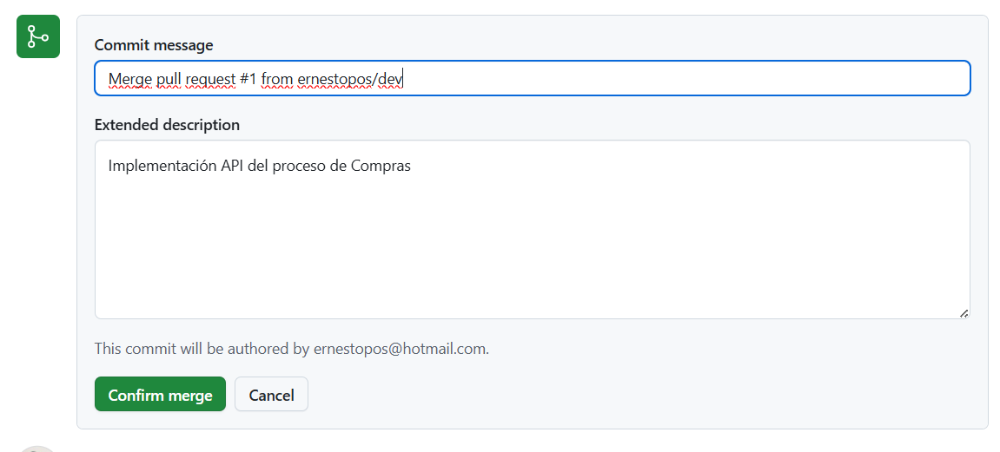 Commit message
Merge pull request #1 from ernestopos/dev
Extended description
Implementación API del proceso de Compras
This commit will be authored by ernestopos@hotmail.com.
Confirm merge
Cancel